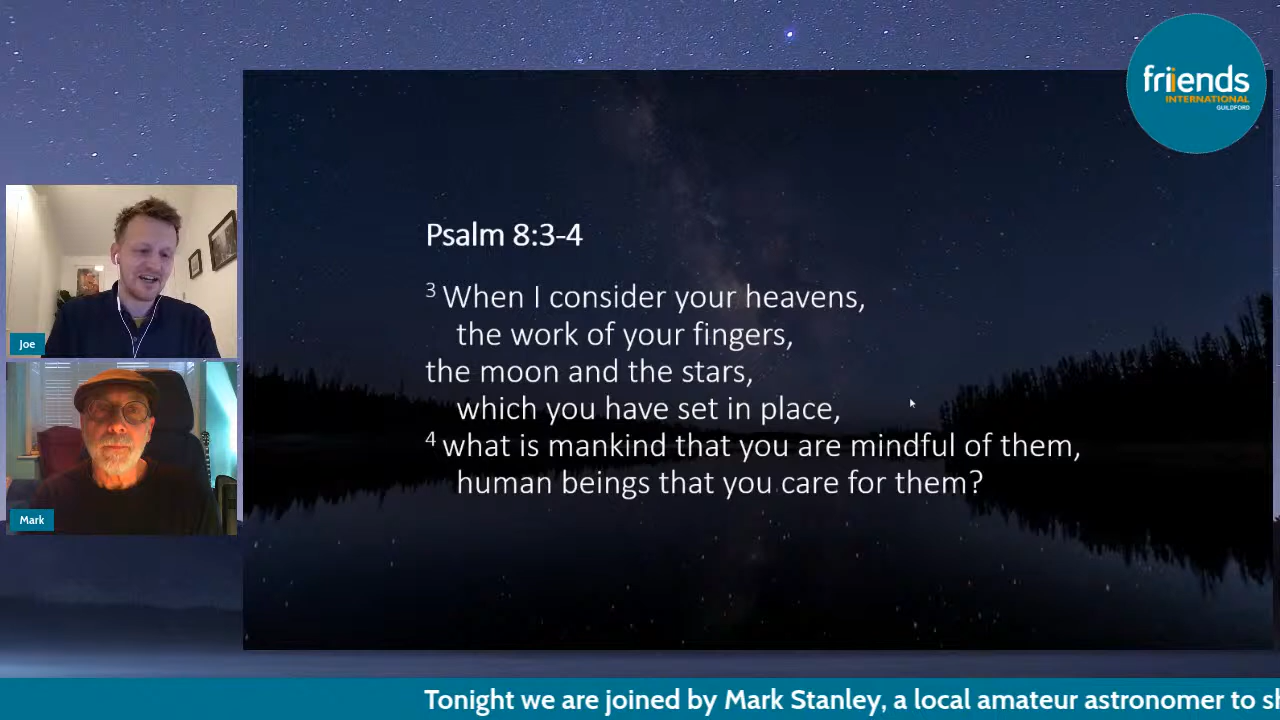 friends
INTERNATIONAL
GUILDFORD
Psalm 8:3-4
3 When I consider your heavens,
the work of your fingers,
the moon and the stars,
which you have set in place,
4 what is mankind that you are mindful of them,
human beings that you care for them?
Joe
Mark
Tonight we are joined by Mark Stanley, a local amateur astronomer to sh